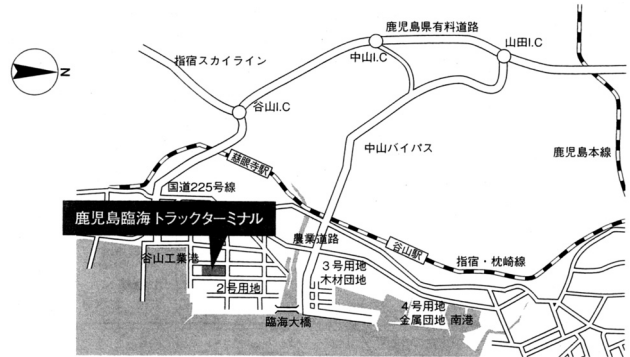 鹿児島県有料道路
山田I.C
中山I.C
指宿スカイライン
N
谷山I.C
中山バイパス
鹿児島本線
慈眼寺駅
国道225号線
鹿児島臨海トラックターミナル
農業道路
谷山駅
指宿・枕崎線
谷山工業港
3号用地
木材団地
2号用地
4号用地
金属団地 南港
臨海大橋